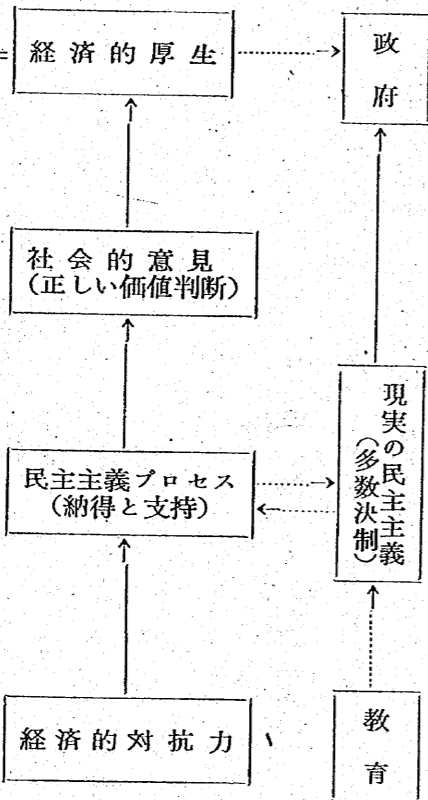 経済的厚生
政府
社会的意見
(正しい価値判断)
民主主義プロセス
(納得と支持)
現実の民主主義
(多数決制)
経済的対抗力
教育